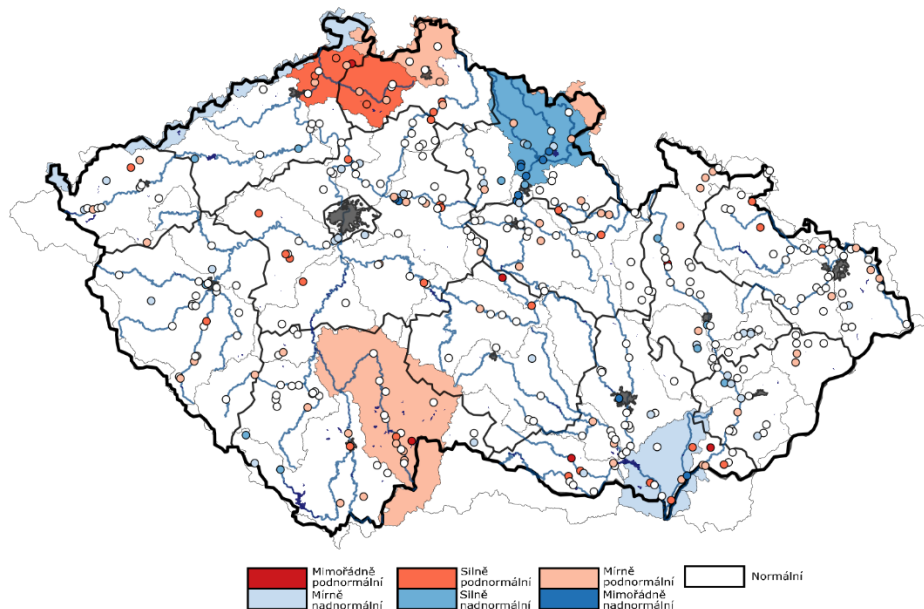 Mimořádně
podnormální
Silně
podnormální
Mírně
podnormální
Normální
Mírně
nadnormální
Silně
nadnormální
Mimořádně
nadnormální